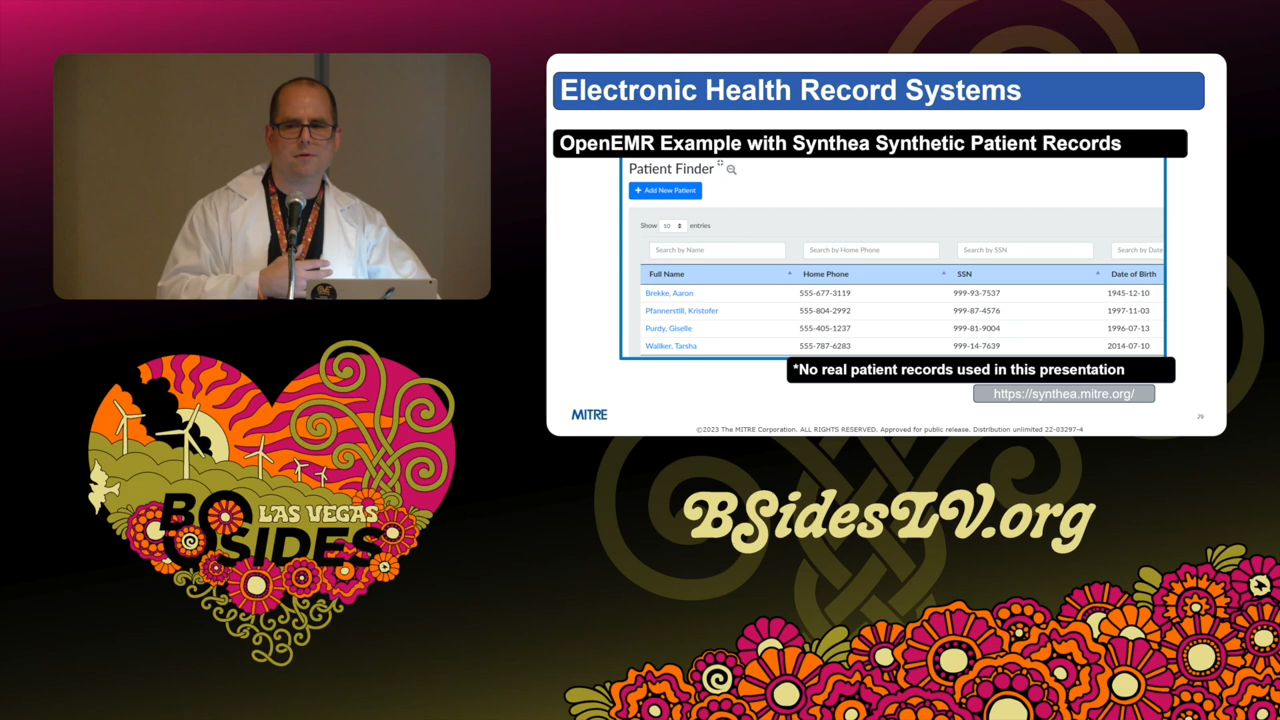 Electronic Health Record Systems
OpenEMR Example with Synthea Synthetic Patient Records
Patient Finder
+ Add New Patient
Show 10 entries
Search by Name Search by Home Phone Search by SSN Search by Date
Full Name Home Phone SSN Date of Birth
Brekke, Aaron 555-677-3119 999-93-7537 1945-12-10
Pfannerstill, Kristofer 555-804-2992 999-87-4576 1997-11-03
Purdy, Giselle 555-405-1237 999-81-9004 1996-07-13
Walker, Tarsha 555-787-6283 999-14-7639 2014-07-10
*No real patient records used in this presentation
https://synthea.mitre.org/
MITRE
29
©2023 The MITRE Corporation. ALL RIGHTS RESERVED. Approved for public release. Distribution unlimited 22-03297-4
BSIDES
LAS VEGAS
23
BSidesLV.org